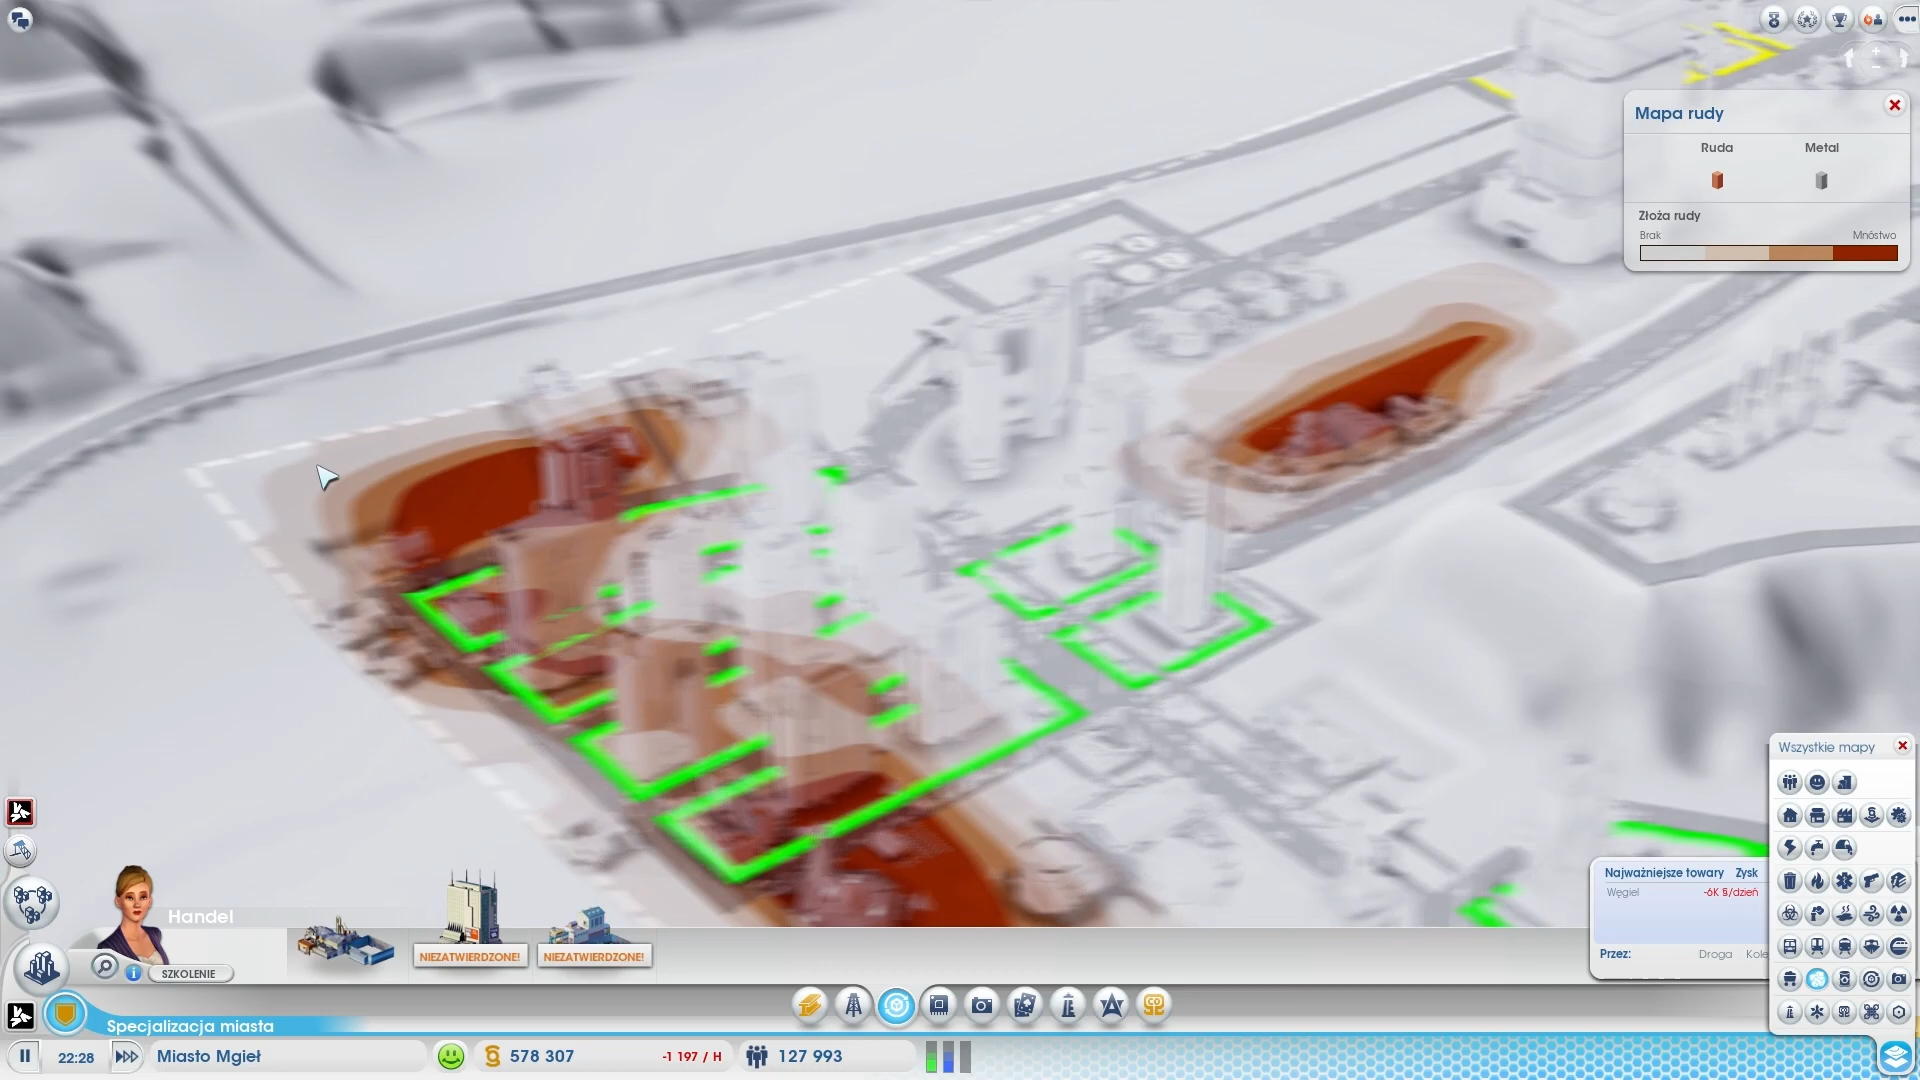 Mapa rudy
Ruda Metal
Złoża rudy
Brak Mnóstwo
Wszystkie mapy
Najważniejsze towary Zysk
Węgiel -6K §/dzień
Przez: Droga Kole
Handel
NIEZATWIERDZONE! NIEZATWIERDZONE!
SZKOLENIE
Specjalizacja miasta
22:28 Miasto Mgieł 578 307 -1 197 / H 127 993